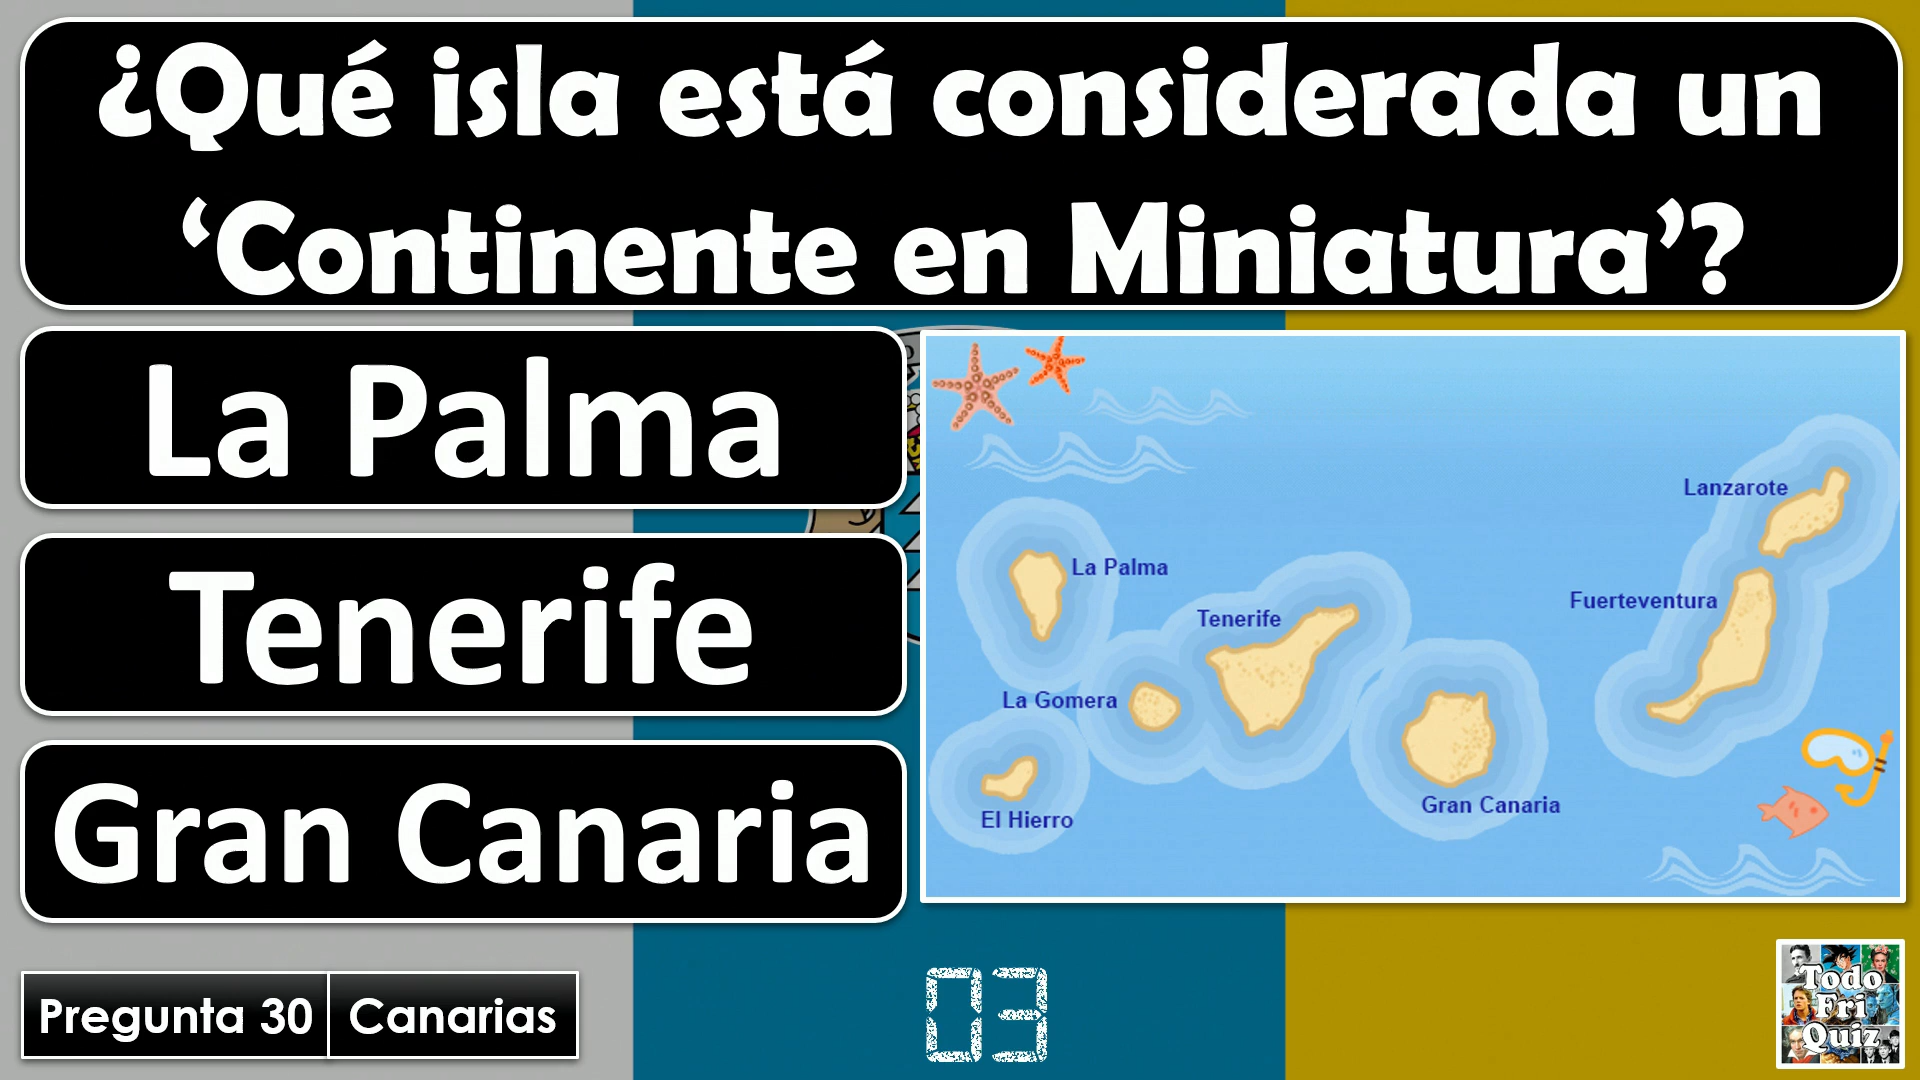 ¿Qué isla está considerada un
‘Continente en Miniatura’?
La Palma
Tenerife
Gran Canaria
Lanzarote
La Palma
Fuerteventura
Tenerife
La Gomera
Gran Canaria
El Hierro
Pregunta 30
Canarias
03
Todo
Fri
Quiz